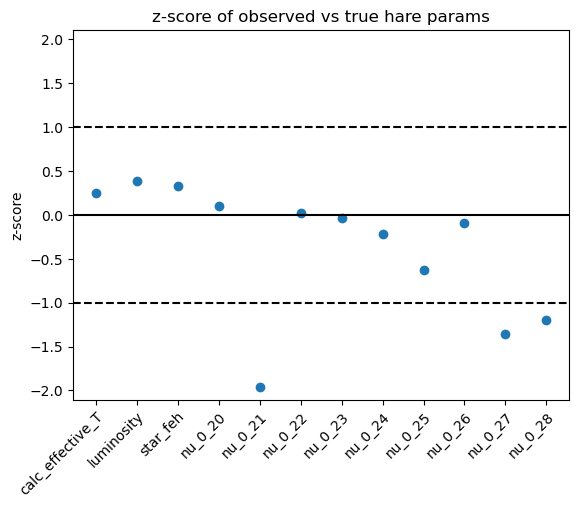 z-score of observed vs true hare params
z-score
2.0
1.5
1.0
0.5
0.0
−0.5
−1.0
−1.5
−2.0
calc_effective_T
luminosity
star_feh
nu_0_20
nu_0_21
nu_0_22
nu_0_23
nu_0_24
nu_0_25
nu_0_26
nu_0_27
nu_0_28